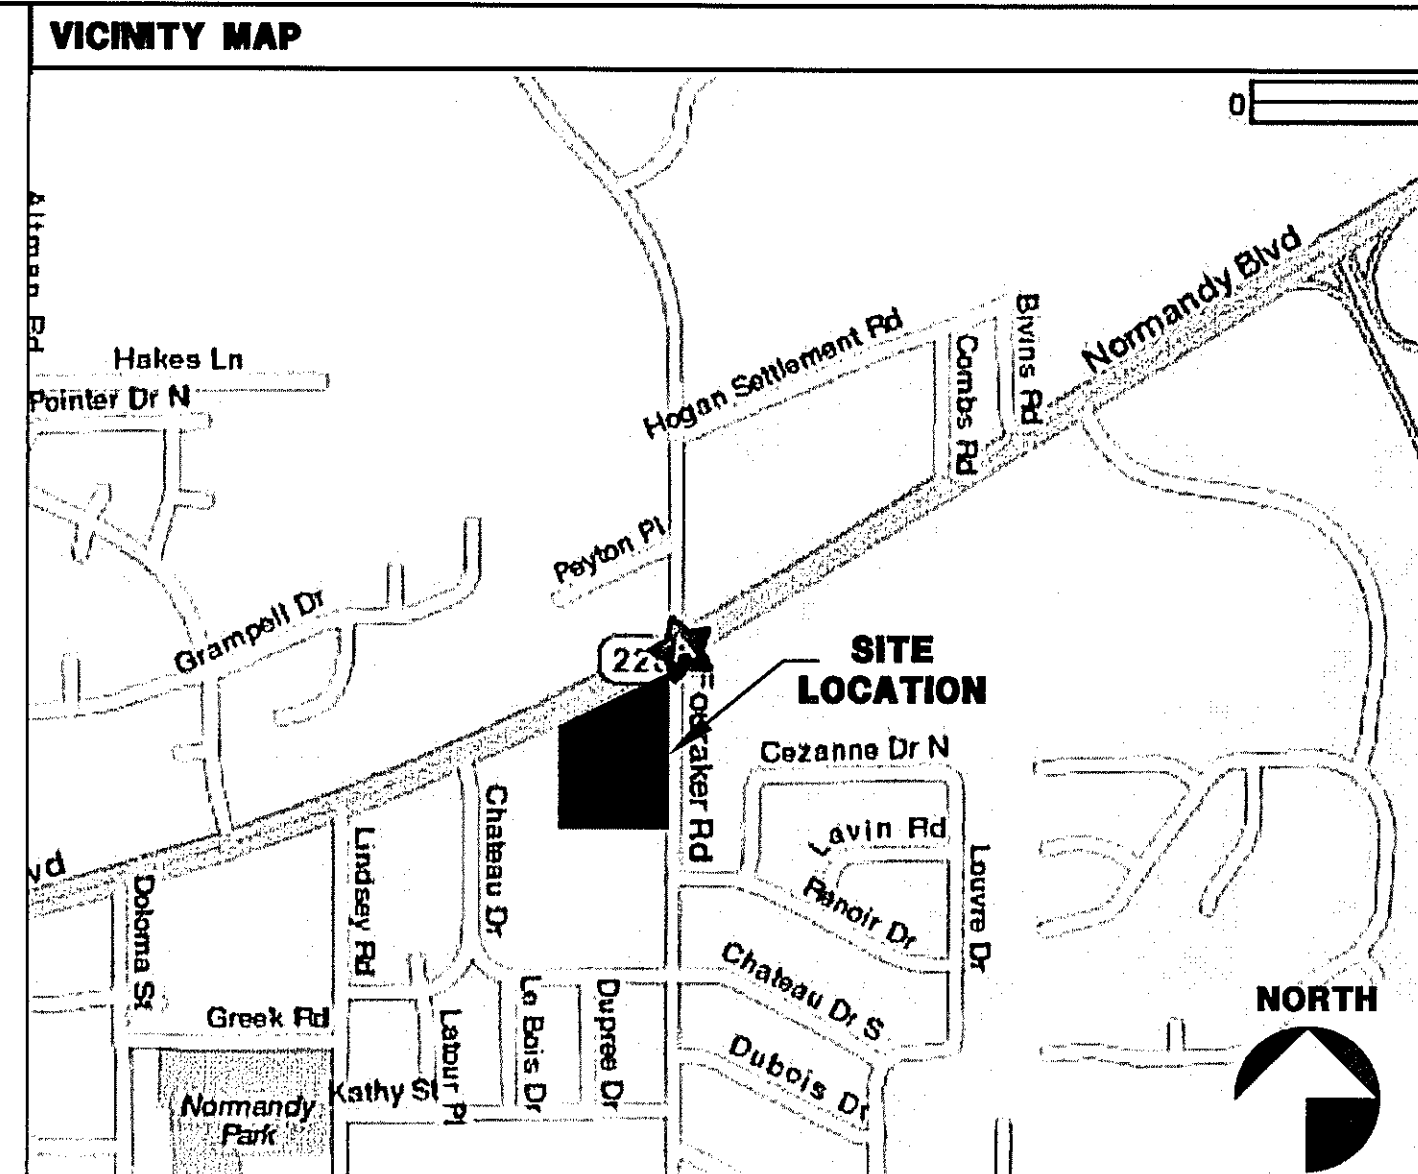 VICINITY MAP
0
Altman Rd
Normandy Blvd
Bivins Rd
Hogan Settlement Rd
Combs Rd
Hakes Ln
Pointer Dr N
Peyton Pl
Grampell Dr
A
SITE
LOCATION
Cezanne Dr N
Chateau Dr
Lindsey Rd
Lavin Rd
Louvre Dr
vd
Doloma St
Renoir Dr
Chateau Dr S
NORTH
Greek Rd
Latour Pl
Le Bois Dr
Dupree Dr
Dubois Dr
Kathy St
Normandy
Park